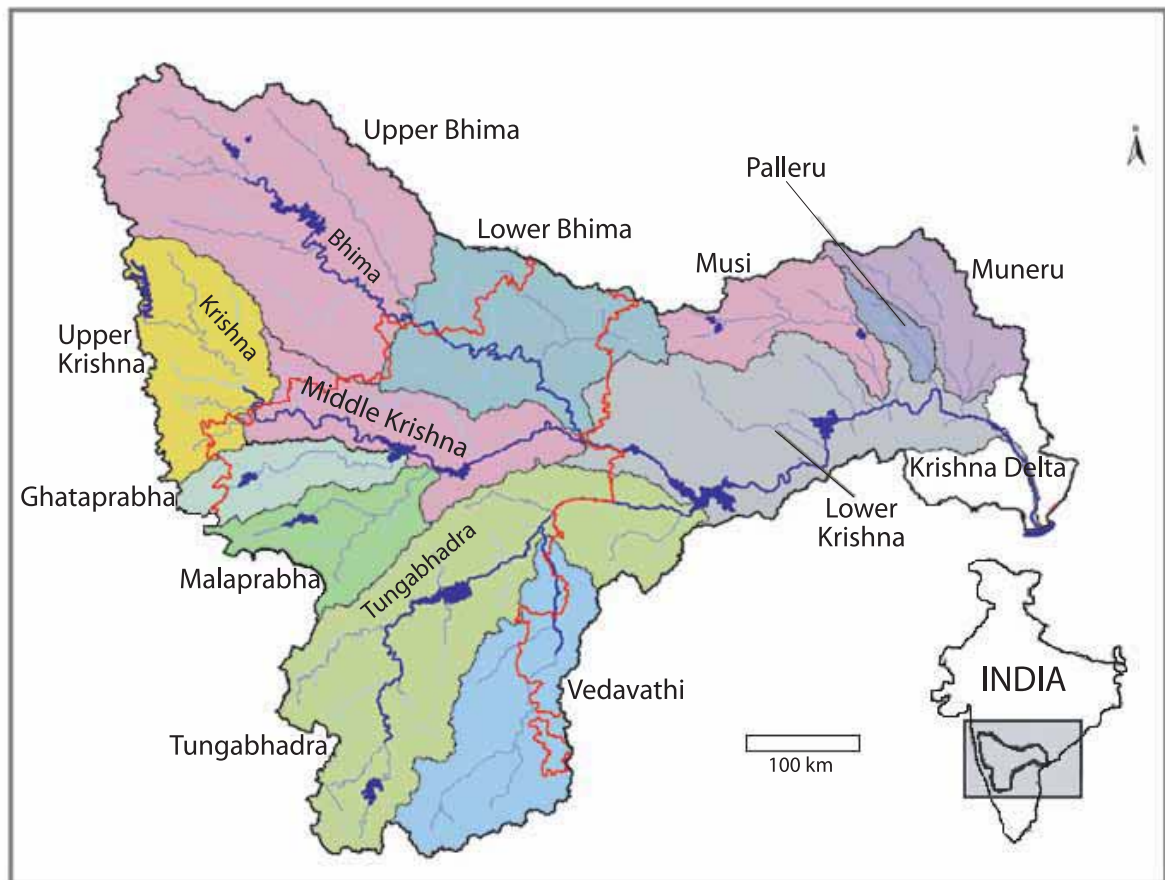 Upper Bhima
Palleru
Lower Bhima
Bhima
Musi
Muneru
Krishna
Upper
Krishna
Middle Krishna
Krishna Delta
Ghataprabha
Lower
Krishna
Malaprabha
Tungabhadra
INDIA
Vedavathi
Tungabhadra
100 km